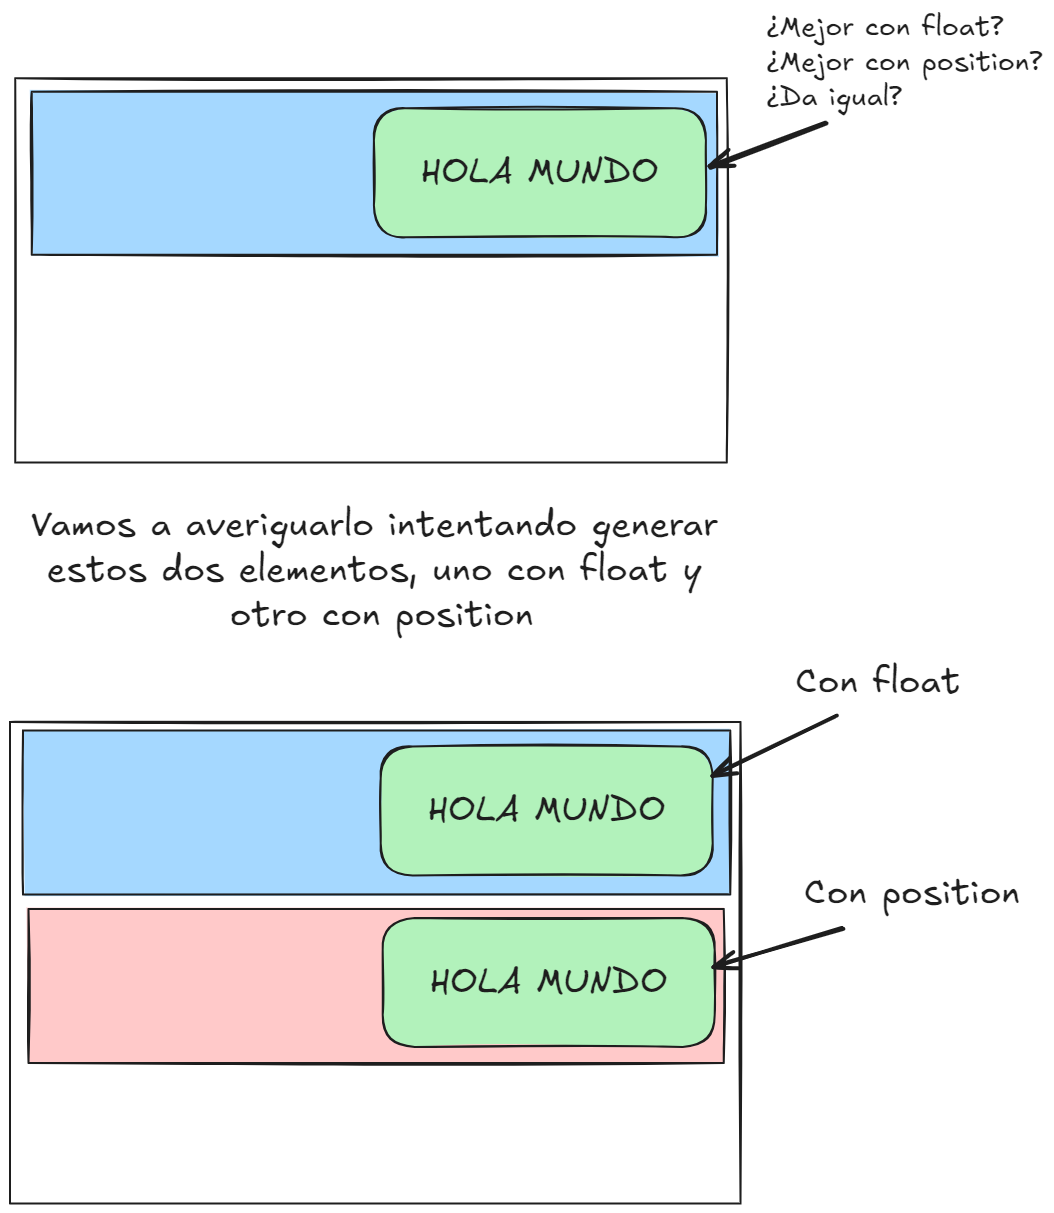 ¿Mejor con float?
¿Mejor con position?
¿Da igual?
HOLA MUNDO
Vamos a averiguarlo intentando generar
estos dos elementos, uno con float y
otro con position
Con float
HOLA MUNDO
Con position
HOLA MUNDO